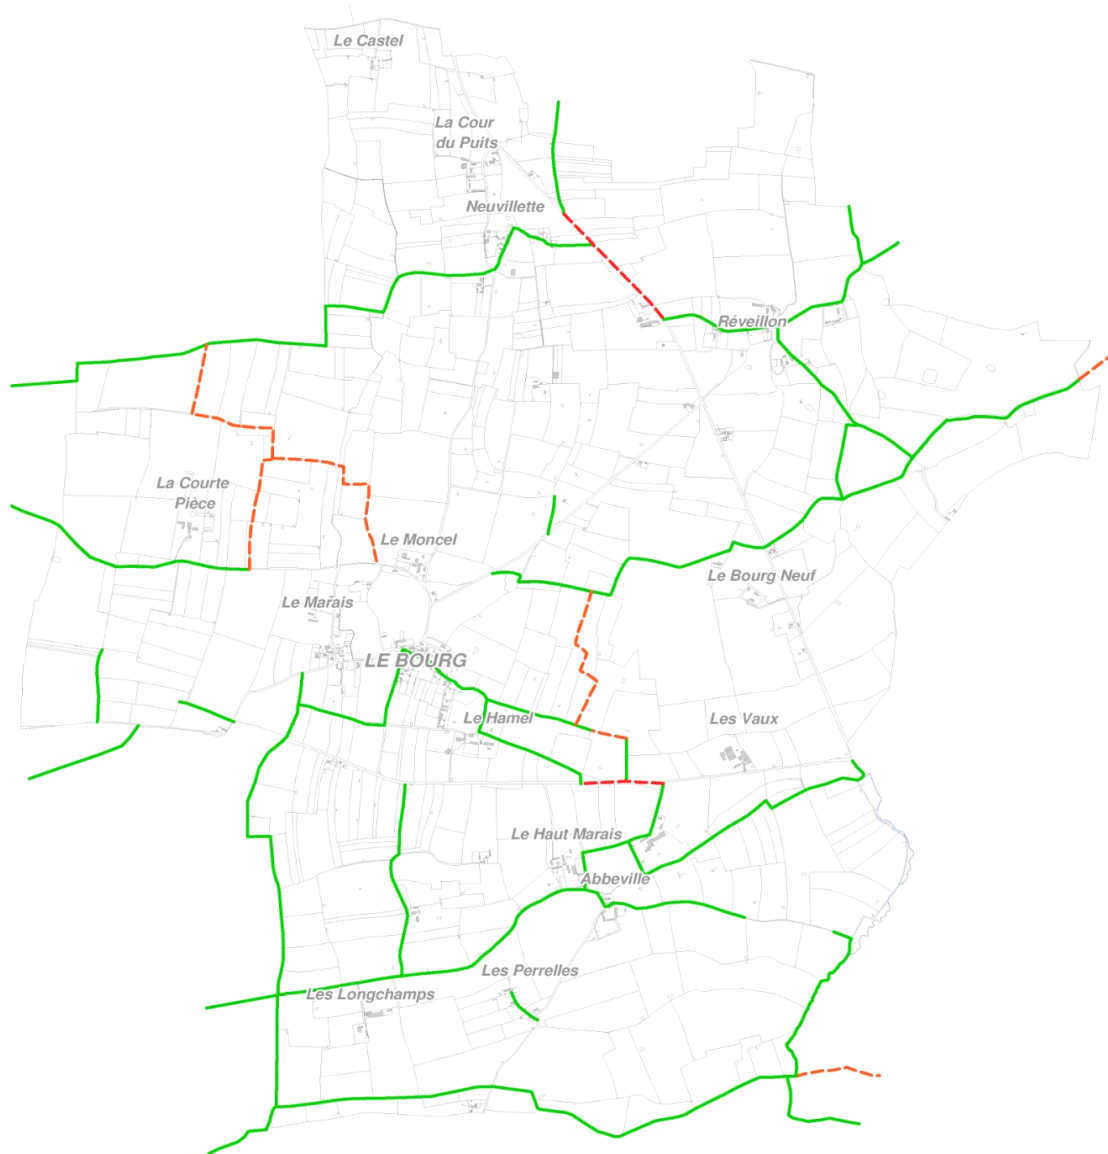 Le Castel
La Cour
du Puits
Neuvillette
Réveillon
La Courte
Pièce
Le Moncel
Le Bourg Neuf
Le Marais
LE BOURG
Le Hamel
Les Vaux
Le Haut Marais
Abbeville
Les Perrelles
Les Longchamps